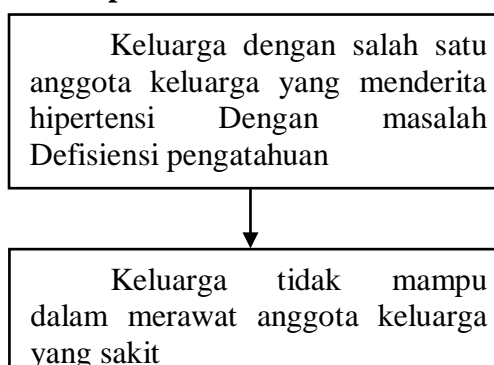 Keluarga dengan salah satu
anggota keluarga yang menderita
hipertensi Dengan masalah
Defisiensi pengatahuan
Keluarga tidak mampu
dalam merawat anggota keluarga
yang sakit